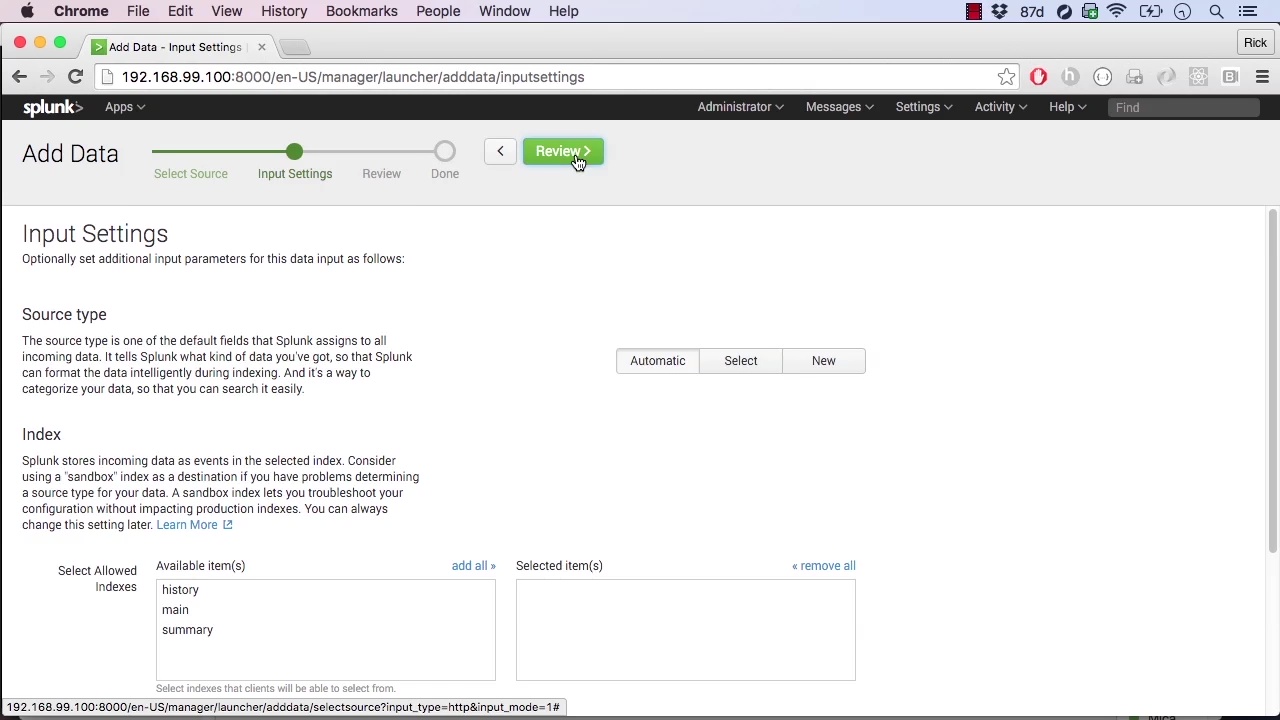 Chrome File Edit View History Bookmarks People Window Help 87d
Add Data - Input Settings
Rick
192.168.99.100:8000/en-US/manager/launcher/adddata/inputsettings
splunk> Apps Administrator Messages Settings Activity Help Find
Add Data
Select Source Input Settings Review Done
Review
Input Settings
Optionally set additional input parameters for this data input as follows:
Source type
The source type is one of the default fields that Splunk assigns to all
incoming data. It tells Splunk what kind of data you've got, so that Splunk
can format the data intelligently during indexing. And it's a way to
categorize your data, so that you can search it easily.
Automatic Select New
Index
Splunk stores incoming data as events in the selected index. Consider
using a "sandbox" index as a destination if you have problems determining
a source type for your data. A sandbox index lets you troubleshoot your
configuration without impacting production indexes. You can always
change this setting later. Learn More
Select Allowed
Indexes
Available item(s) add all »
history
main
summary
Selected item(s) « remove all
Select indexes that clients will be able to select from.
192.168.99.100:8000/en-US/manager/launcher/adddata/selectsource?input_type=http&input_mode=1#